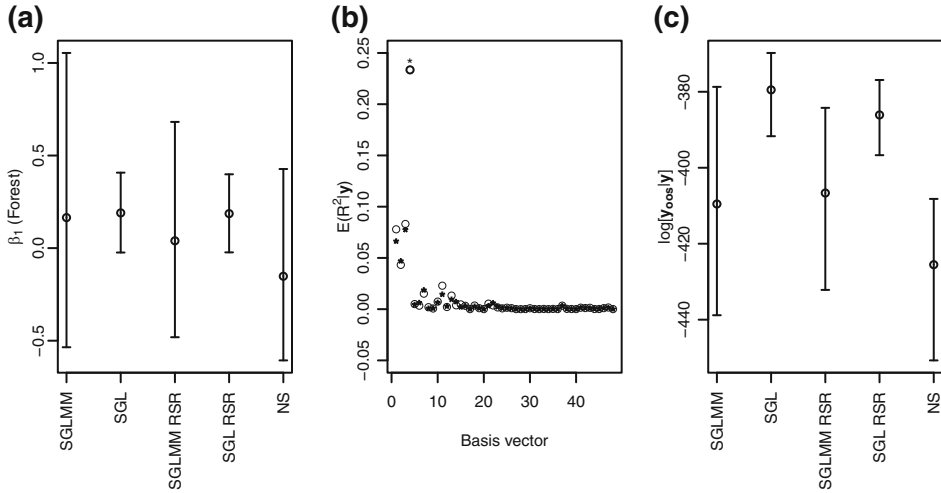 (a)
β1 (Forest)
1.0
0.5
0.0
−0.5
SGLMM
SGL
SGLMM RSR
SGL RSR
NS
(b)
E(R²|y)
0.25
0.20
0.15
0.10
0.05
0.00
−0.05
0
10
20
30
40
Basis vector
(c)
log[yoos|y]
−380
−400
−420
−440
SGLMM
SGL
SGLMM RSR
SGL RSR
NS